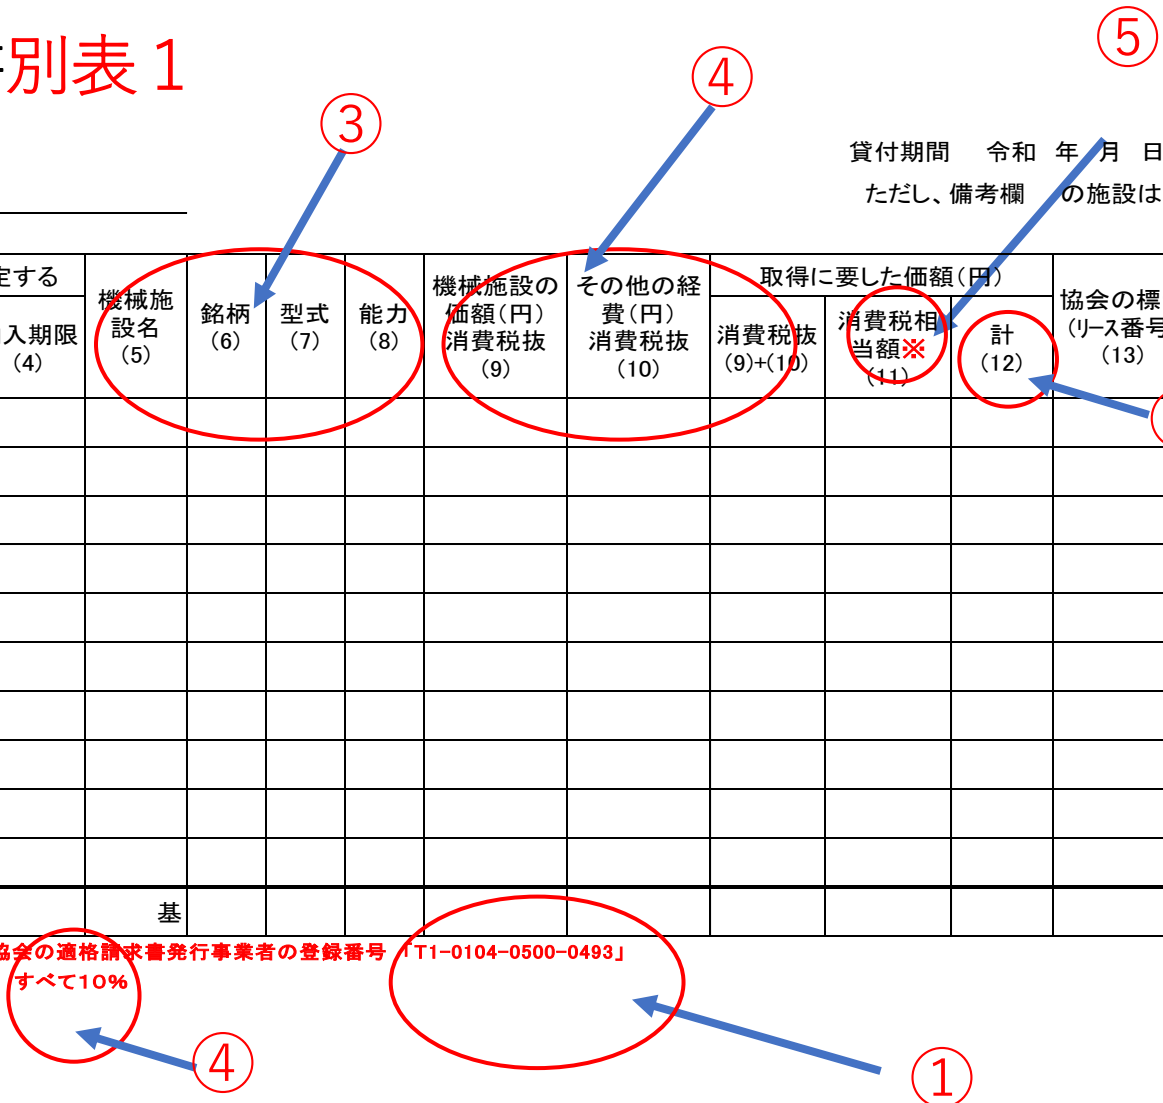 ⑤
別表１
④
③
貸付期間　令和　年　月　日
ただし、備考欄　の施設は
定する
入期限
(4)
機械施
設名
(5)
銘柄
(6)
型式
(7)
能力
(8)
機械施設の
価額(円)
消費税抜
(9)
その他の経
費(円)
消費税抜
(10)
取得に要した価額(円)
消費税抜
(9)+(10)
消費税相
当額※
(11)
計
(12)
協会の標
(リース番号
(13)
基
協会の適格請求書発行事業者の登録番号　「T1-0104-0500-0493」
すべて10%
④
①